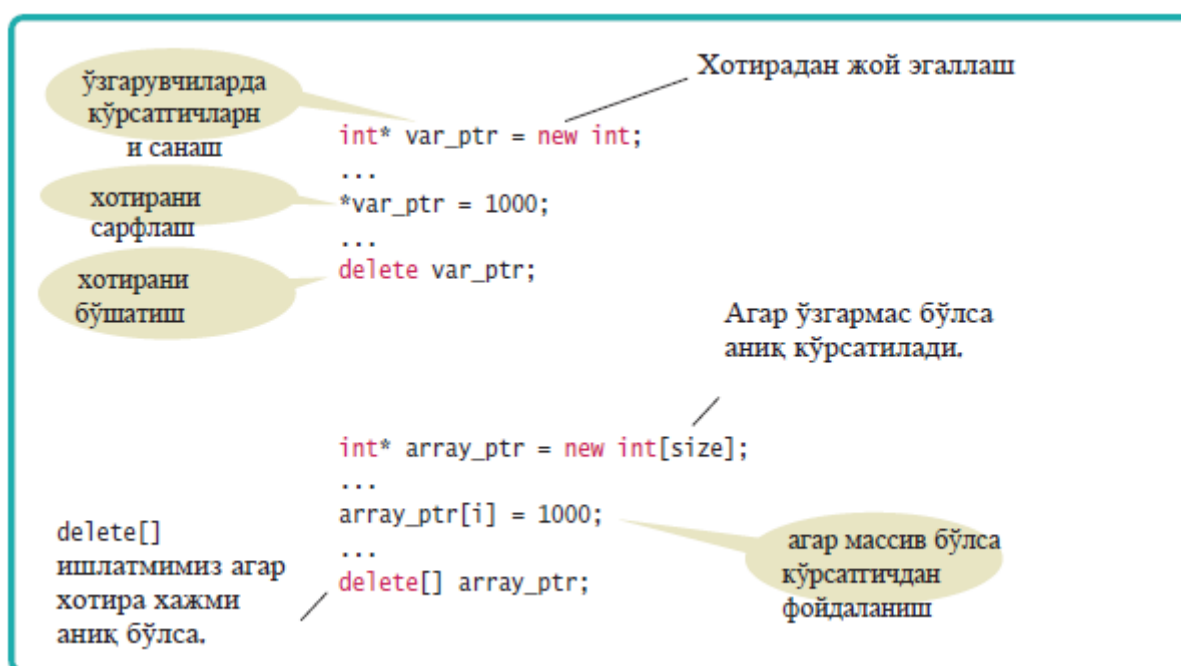 ўзгарувчиларда
кўрсатгичларн
и санаш
Хотирадан жой эгаллаш
int* var_ptr = new int;
...
хотирани
сарфлаш
*var_ptr = 1000;
...
хотирани
бўшатиш
delete var_ptr;
Агар ўзгармас бўлса
аниқ кўрсатилади.
int* array_ptr = new int[size];
...
array_ptr[i] = 1000;
...
delete[] array_ptr;
delete[]
ишлатмимиз агар
хотира хажми
аниқ бўлса.
агар массив бўлса
кўрсатгичдан
фойдаланиш